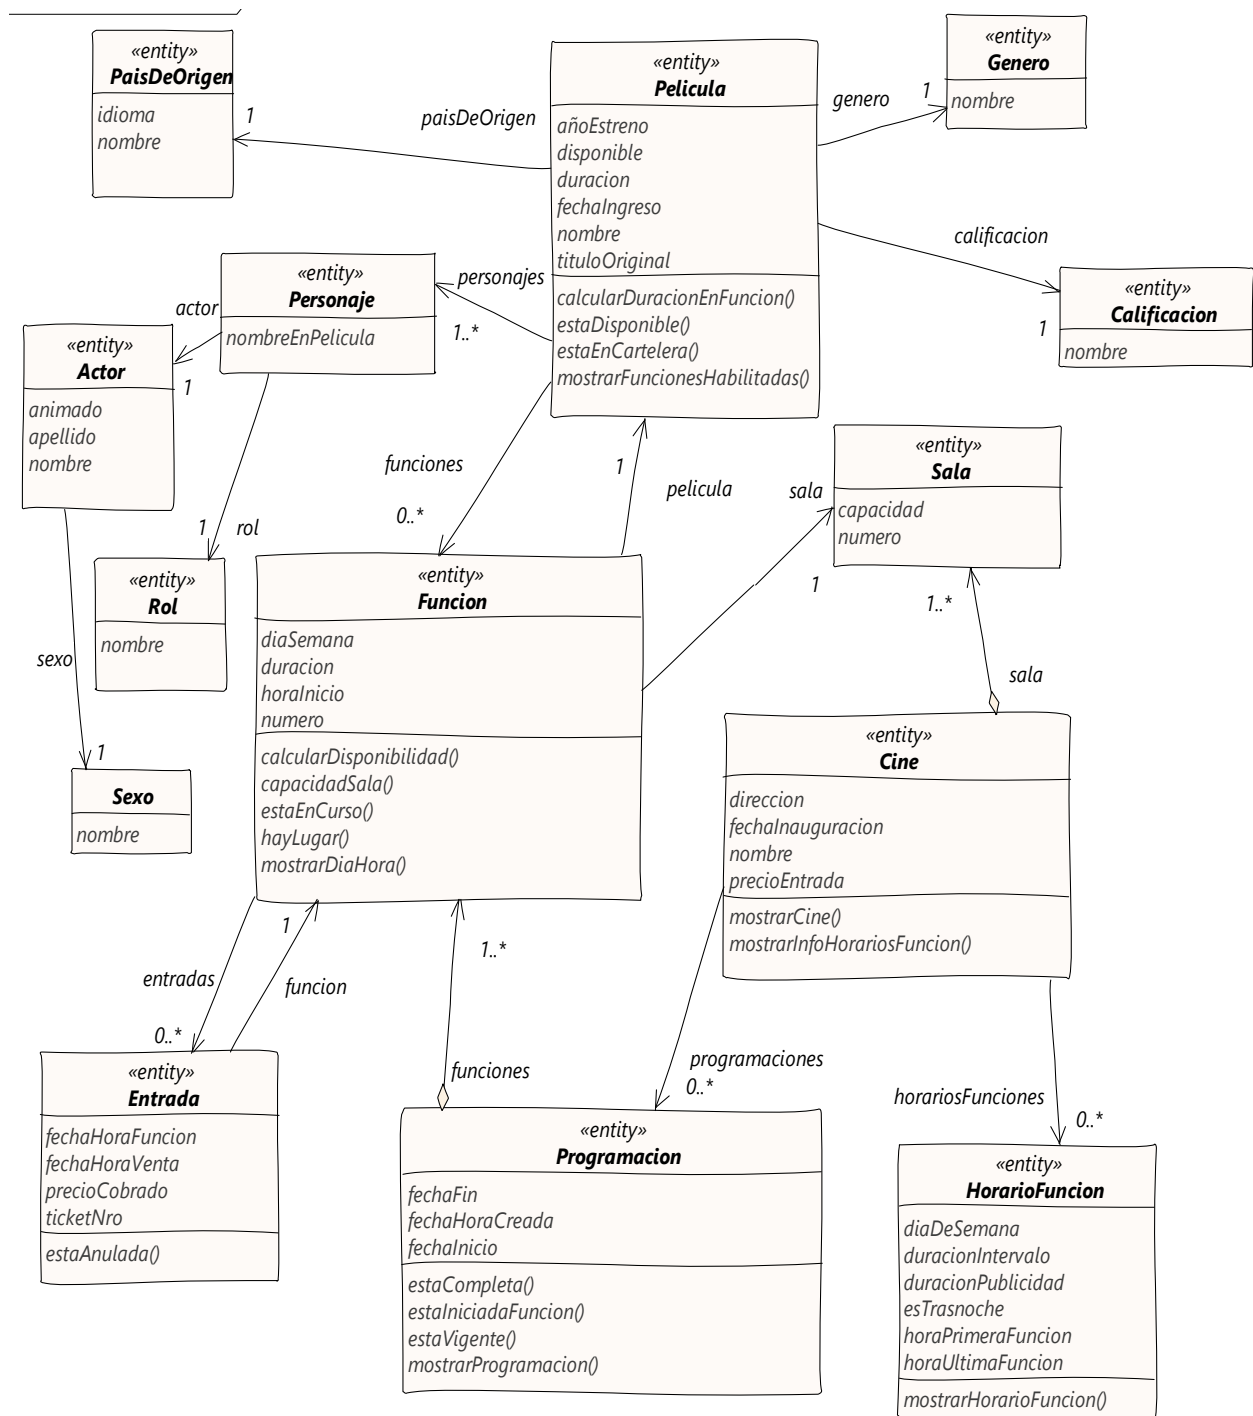 «entity»
PaisDeOrigen
idioma
nombre
1
paisDeOrigen
«entity»
Pelicula
añoEstreno
disponible
duracion
fechaIngreso
nombre
tituloOriginal
calcularDuracionEnFuncion()
estaDisponible()
estaEnCartelera()
mostrarFuncionesHabilitadas()
genero
1
«entity»
Genero
nombre
calificacion
1
«entity»
Calificacion
nombre
personajes
1..*
«entity»
Personaje
nombreEnPelicula
actor
1
«entity»
Actor
animado
apellido
nombre
1
rol
«entity»
Rol
nombre
sexo
1
Sexo
nombre
funciones
0..*
1
pelicula
sala
1
«entity»
Sala
capacidad
numero
1..*
sala
«entity»
Funcion
diaSemana
duracion
horaInicio
numero
calcularDisponibilidad()
capacidadSala()
estaEnCurso()
hayLugar()
mostrarDiaHora()
«entity»
Cine
direccion
fechaInauguracion
nombre
precioEntrada
mostrarCine()
mostrarInfoHorariosFuncion()
entradas
0..*
1
funcion
1..*
funciones
programaciones
0..*
horariosFunciones
0..*
«entity»
Entrada
fechaHoraFuncion
fechaHoraVenta
precioCobrado
ticketNro
estaAnulada()
«entity»
Programacion
fechaFin
fechaHoraCreada
fechaInicio
estaCompleta()
estaIniciadaFuncion()
estaVigente()
mostrarProgramacion()
«entity»
HorarioFuncion
diaDeSemana
duracionIntervalo
duracionPublicidad
esTrasnoche
horaPrimeraFuncion
horaUltimaFuncion
mostrarHorarioFuncion()